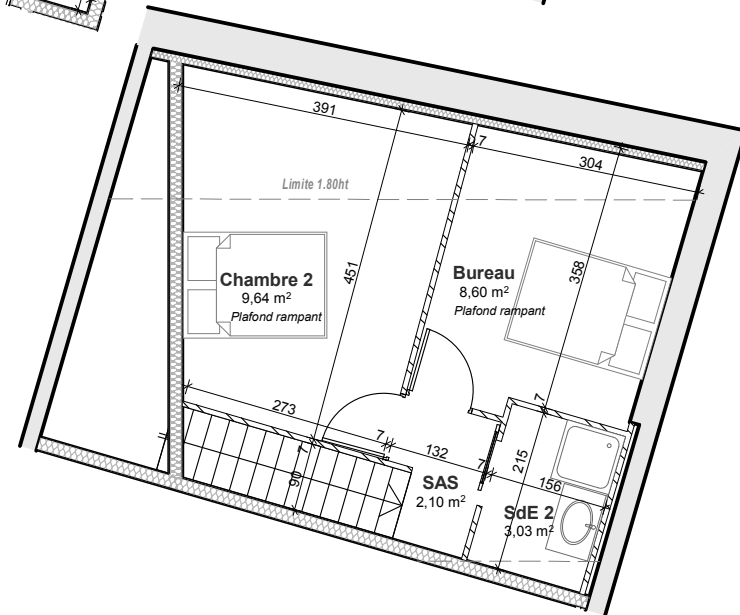 391
7
304
Limite 1.80ht
451
358
Chambre 2
9,64 m²
Plafond rampant
Bureau
8,60 m²
Plafond rampant
273
7
7
132
7
7
90
215
156
SAS
2,10 m²
SdE 2
3,03 m²